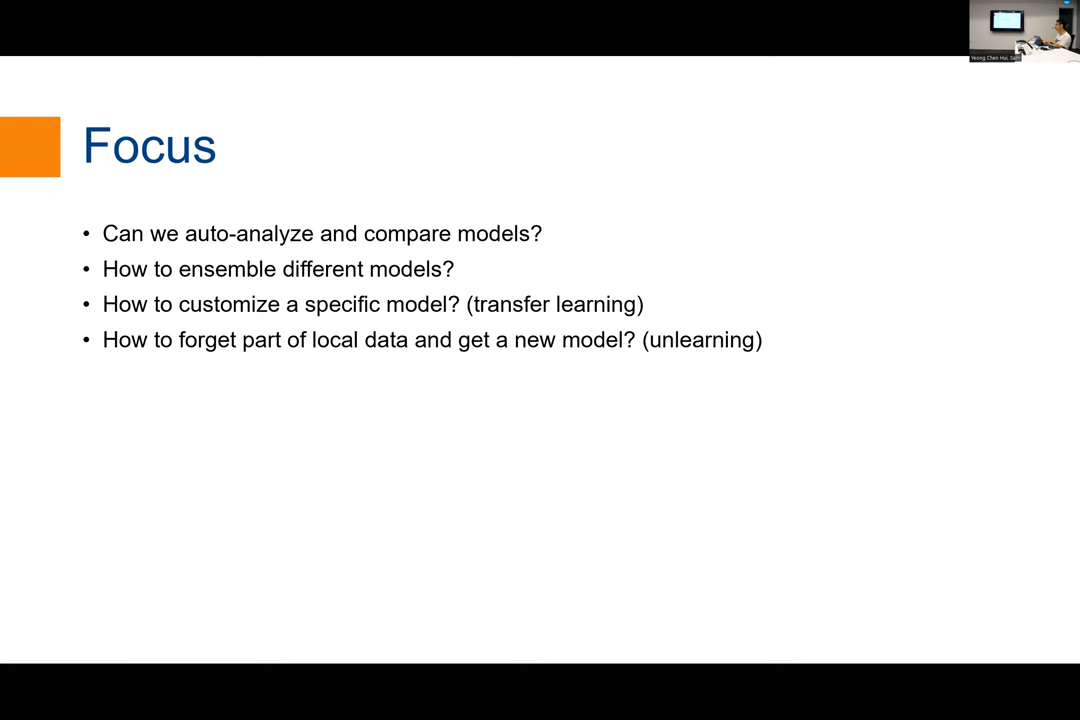 Focus
• Can we auto-analyze and compare models?
• How to ensemble different models?
• How to customize a specific model? (transfer learning)
• How to forget part of local data and get a new model? (unlearning)
Yeong Chen Hui,